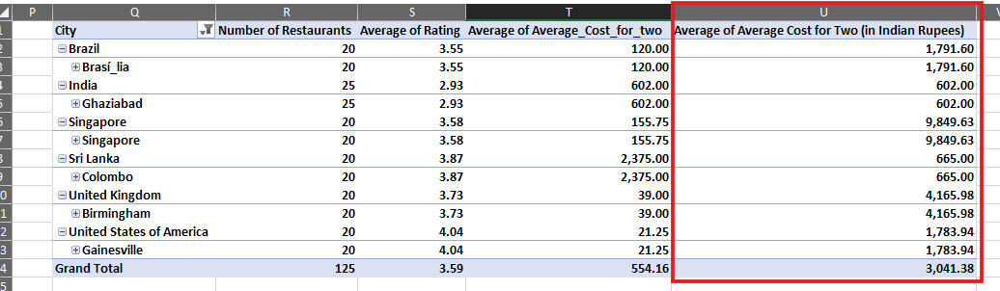 P Q R S T U
City Number of Restaurants Average of Rating Average of Average_Cost_for_two Average of Average Cost for Two (in Indian Rupees)
Brazil 20 3.55 120.00 1,791.60
Brasí_lia 20 3.55 120.00 1,791.60
India 25 2.93 602.00 602.00
Ghaziabad 25 2.93 602.00 602.00
Singapore 20 3.58 155.75 9,849.63
Singapore 20 3.58 155.75 9,849.63
Sri Lanka 20 3.87 2,375.00 665.00
Colombo 20 3.87 2,375.00 665.00
United Kingdom 20 3.73 39.00 4,165.98
Birmingham 20 3.73 39.00 4,165.98
United States of America 20 4.04 21.25 1,783.94
Gainesville 20 4.04 21.25 1,783.94
Grand Total 125 3.59 554.16 3,041.38